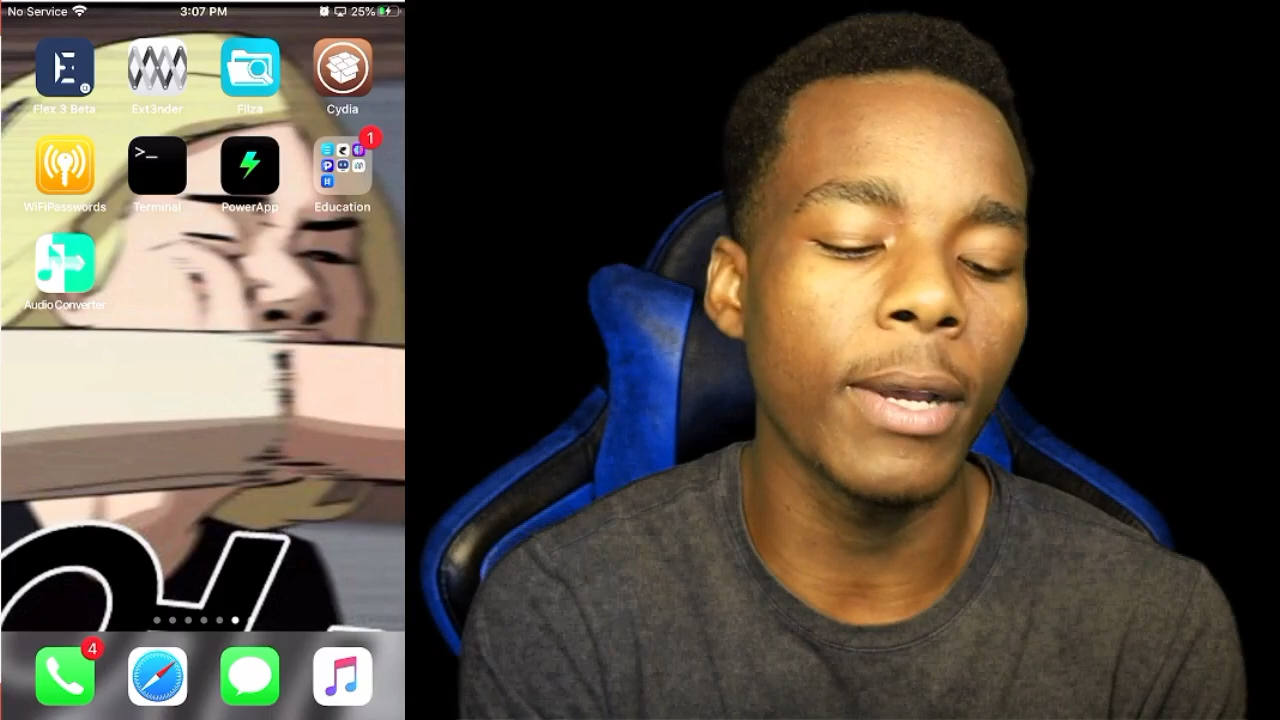 No Service 3:07 PM 25%
Flex 3 Beta Ext3nder Filza Cydia
1
WiFiPasswords Terminal PowerApp Education
Audio Converter
4